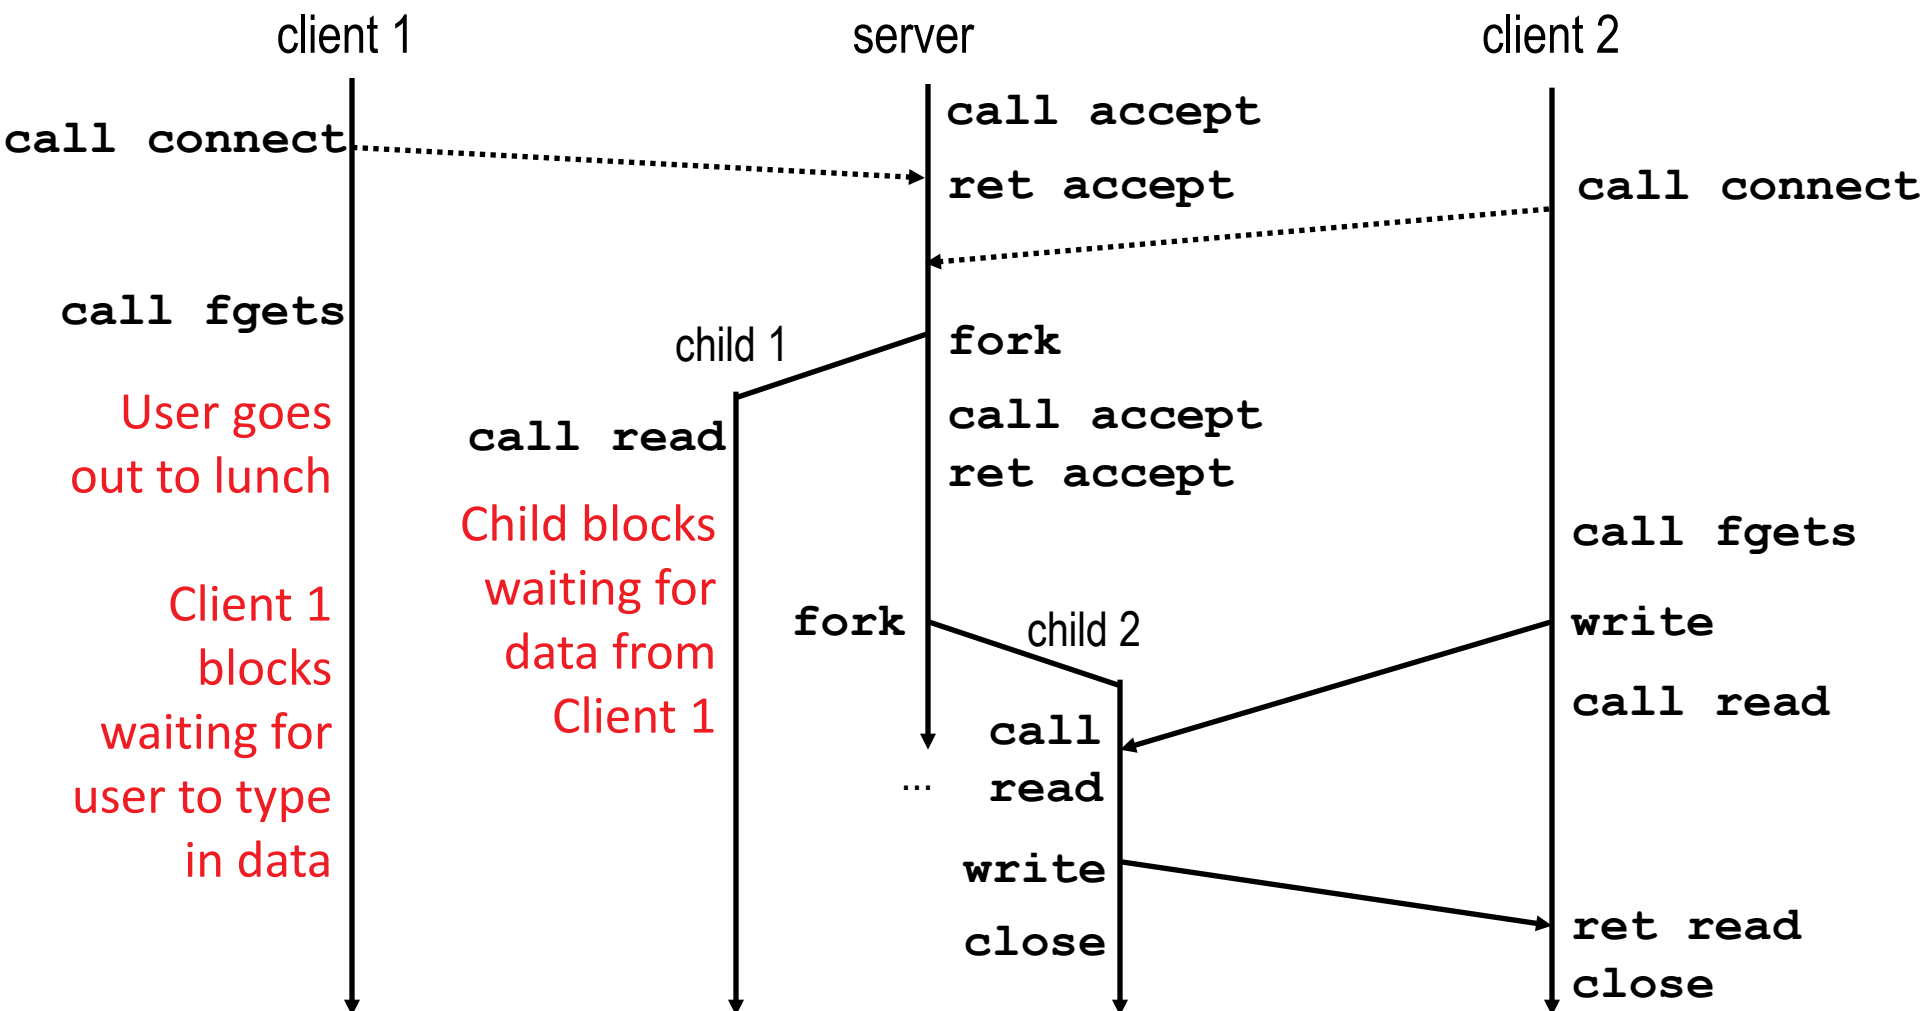 client 1
server
client 2
call connect
call accept
ret accept
call connect
call fgets
child 1
fork
User goes
out to lunch
call read
call accept
ret accept
Child blocks
waiting for
data from
Client 1
call fgets
Client 1
blocks
waiting for
user to type
in data
fork
child 2
write
call read
call
read
...
write
close
ret read
close